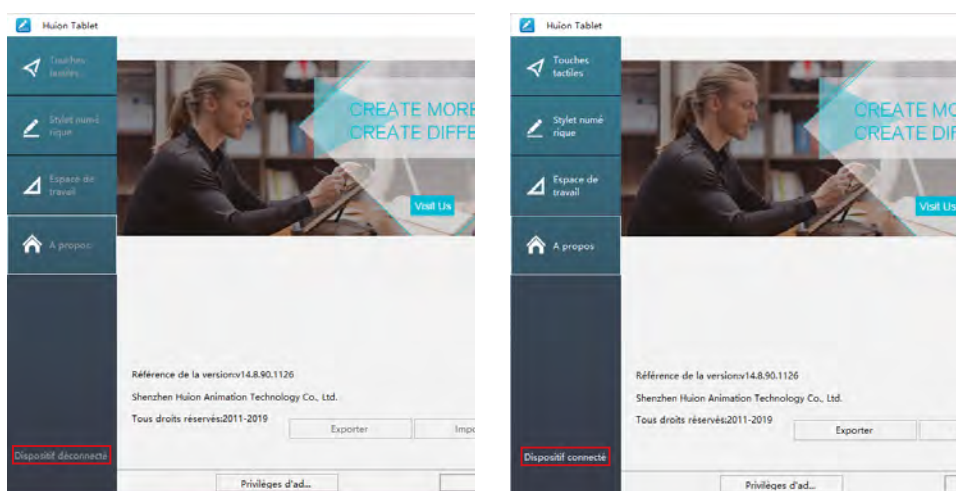 Huion Tablet
Touches
tactiles
CREATE MORE
CREATE DIFFE
Stylet numé
rique
Espace de
travail
Visit Us
A propos
Référence de la version:v14.8.90.1126
Shenzhen Huion Animation Technology Co., Ltd.
Tous droits réservés:2011-2019
Exporter
Impo
Dispositif déconnecté
Privilèges d'ad...
Huion Tablet
Touches
tactiles
CREATE MO
CREATE DIF
Stylet numé
rique
Espace de
travail
Visit Us
A propos
Référence de la version:v14.8.90.1126
Shenzhen Huion Animation Technology Co., Ltd.
Tous droits réservés:2011-2019
Exporter
Dispositif connecté
Privilèges d'ad...